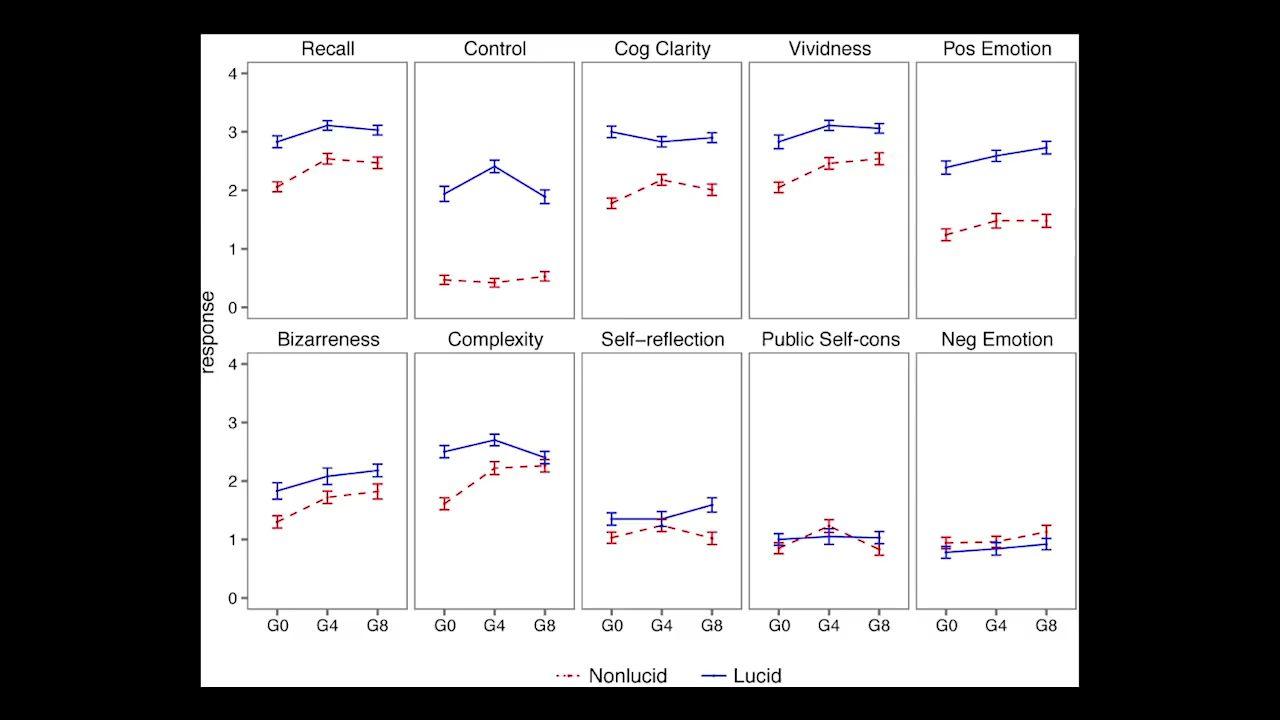 Recall Control Cog Clarity Vividness Pos Emotion
4
3
2
1
0
response
Bizarreness Complexity Self−reflection Public Self-cons Neg Emotion
4
3
2
1
0
G0 G4 G8 G0 G4 G8 G0 G4 G8 G0 G4 G8 G0 G4 G8
Nonlucid Lucid